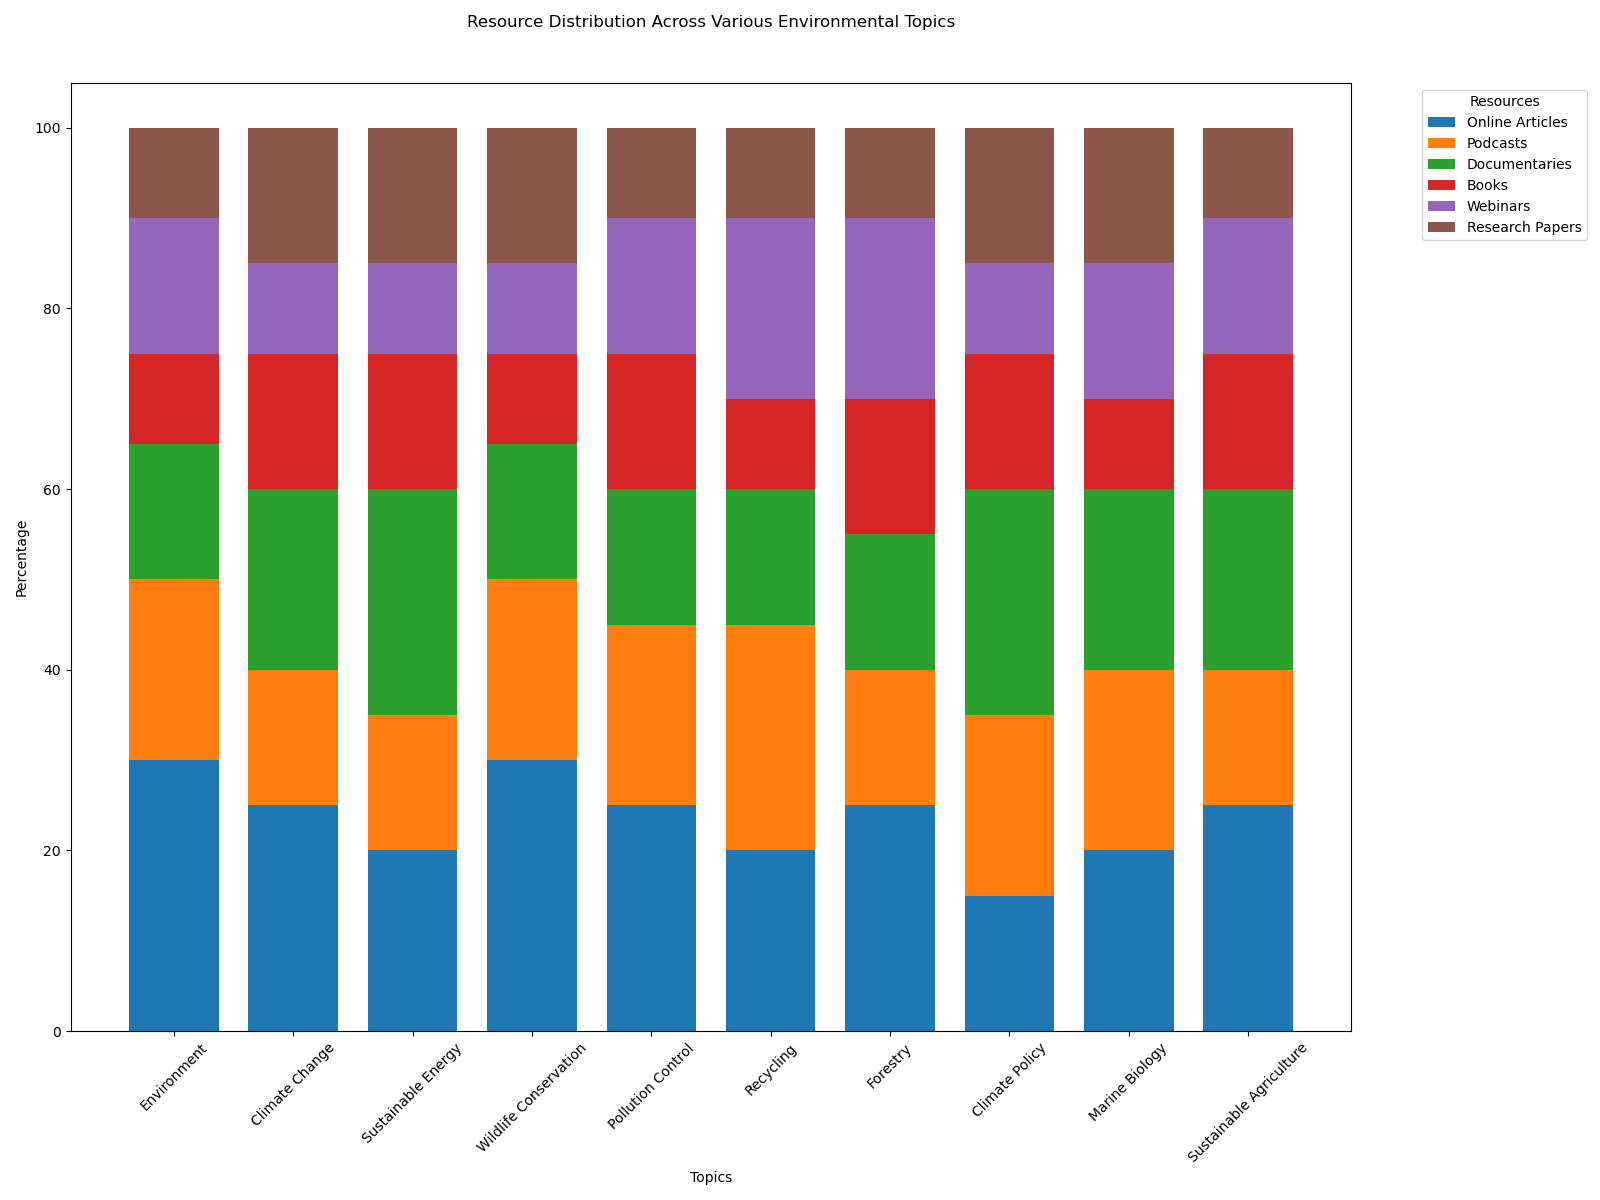 Resource Distribution Across Various Environmental Topics
Percentage
100
80
60
40
20
0
Environment
Climate Change
Sustainable Energy
Wildlife Conservation
Pollution Control
Recycling
Forestry
Climate Policy
Marine Biology
Sustainable Agriculture
Topics
Resources
Online Articles
Podcasts
Documentaries
Books
Webinars
Research Papers